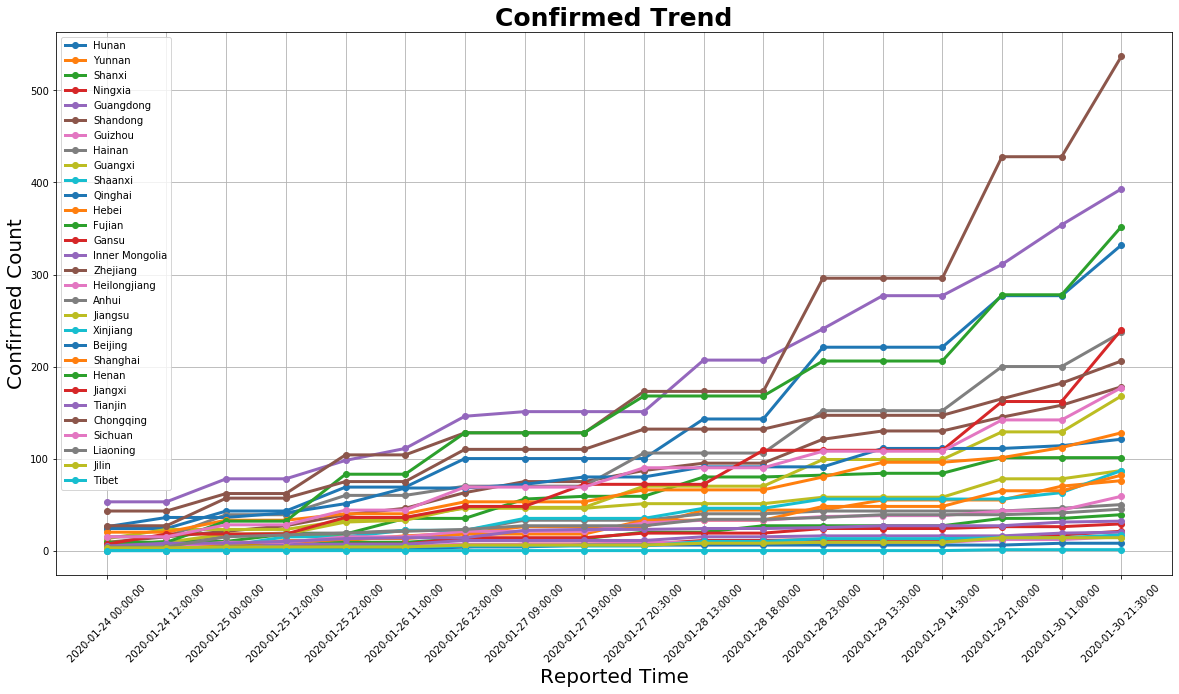 Confirmed Trend
Hunan
Yunnan
Shanxi
Ningxia
Guangdong
Shandong
Guizhou
Hainan
Guangxi
Shaanxi
Qinghai
Hebei
Fujian
Gansu
Inner Mongolia
Zhejiang
Heilongjiang
Anhui
Jiangsu
Xinjiang
Beijing
Shanghai
Henan
Jiangxi
Tianjin
Chongqing
Sichuan
Liaoning
Jilin
Tibet
Confirmed Count
500
400
300
200
100
0
2020-01-24 00:00:00
2020-01-24 12:00:00
2020-01-25 00:00:00
2020-01-25 12:00:00
2020-01-25 22:00:00
2020-01-26 11:00:00
2020-01-26 23:00:00
2020-01-27 09:00:00
2020-01-27 19:00:00
2020-01-27 20:30:00
2020-01-28 13:00:00
2020-01-28 18:00:00
2020-01-28 23:00:00
2020-01-29 13:30:00
2020-01-29 14:30:00
2020-01-29 21:00:00
2020-01-30 11:00:00
2020-01-30 21:30:00
Reported Time